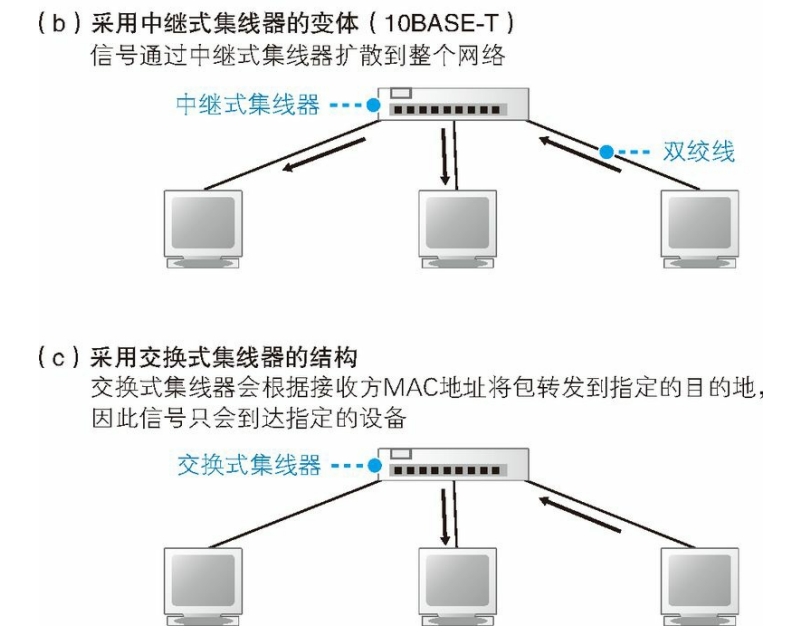 （b）采用中继式集线器的变体（10BASE-T）
信号通过中继式集线器扩散到整个网络
中继式集线器
双绞线
（c）采用交换式集线器的结构
交换式集线器会根据接收方MAC地址将包转发到指定的目的地，
因此信号只会到达指定的设备
交换式集线器